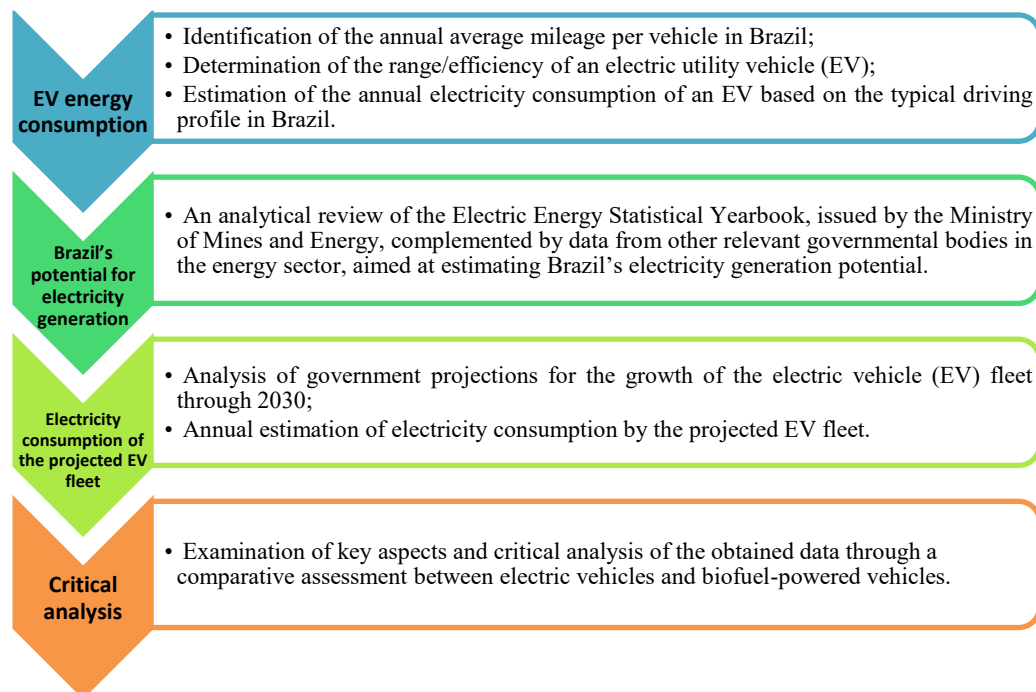 EV energy
consumption
• Identification of the annual average mileage per vehicle in Brazil;
• Determination of the range/efficiency of an electric utility vehicle (EV);
• Estimation of the annual electricity consumption of an EV based on the typical driving
profile in Brazil.
Brazil's
potential for
electricity
generation
• An analytical review of the Electric Energy Statistical Yearbook, issued by the Ministry
of Mines and Energy, complemented by data from other relevant governmental bodies in
the energy sector, aimed at estimating Brazil's electricity generation potential.
Electricity
consumption of
the projected EV
fleet
• Analysis of government projections for the growth of the electric vehicle (EV) fleet
through 2030;
• Annual estimation of electricity consumption by the projected EV fleet.
Critical
analysis
• Examination of key aspects and critical analysis of the obtained data through a
comparative assessment between electric vehicles and biofuel-powered vehicles.